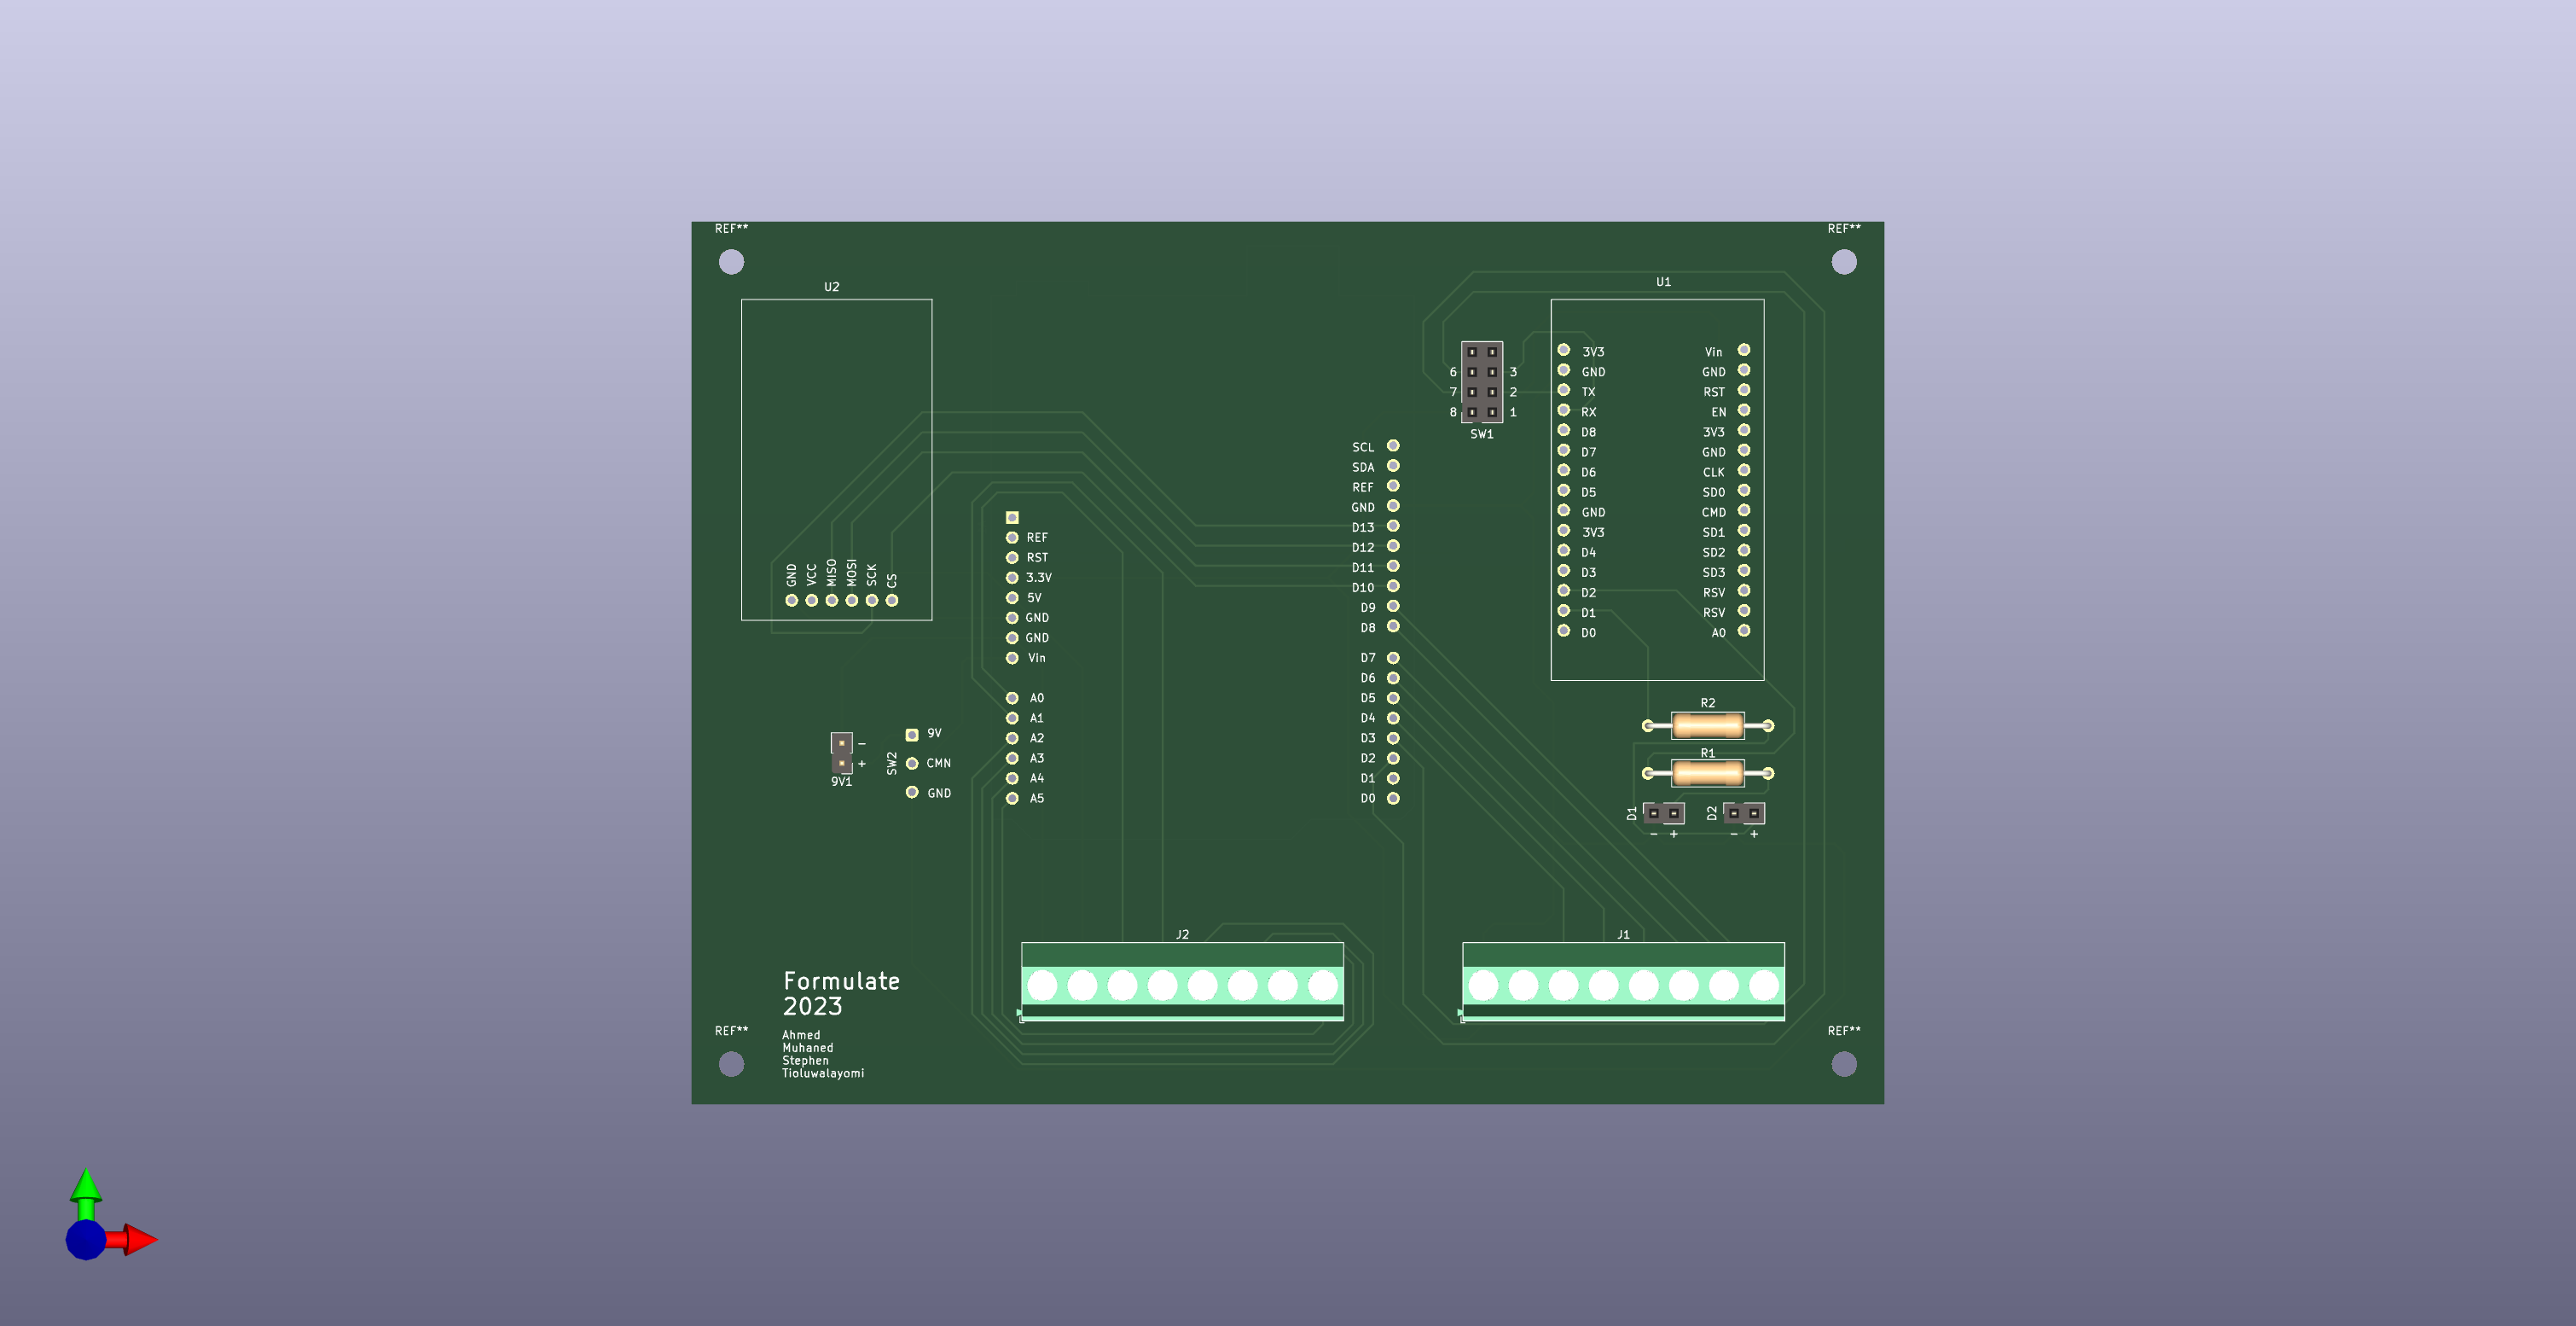 REF**
REF**
U2
U1
GND
VCC
MISO
MOSI
SCK
CS
6
7
8
3
2
1
SW1
3V3
GND
TX
RX
D8
D7
D6
D5
GND
3V3
D4
D3
D2
D1
D0
Vin
GND
RST
EN
3V3
GND
CLK
SD0
CMD
SD1
SD2
SD3
RSV
RSV
A0
REF
RST
3.3V
5V
GND
GND
Vin
A0
A1
A2
A3
A4
A5
SCL
SDA
REF
GND
D13
D12
D11
D10
D9
D8
D7
D6
D5
D4
D3
D2
D1
D0
−
+
9V1
SW2
9V
CMN
GND
R2
R1
D1
− +
D2
− +
J2
J1
Formulate
2023
REF**
REF**
Ahmed
Muhaned
Stephen
Tioluwalayomi